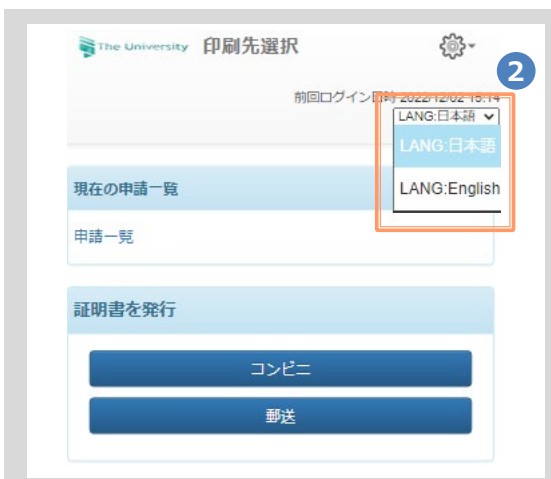 The University 印刷先選択
2
前回ログイン日時 2022/12/02 15:14
LANG:日本語
LANG:日本語
LANG:English
現在の申請一覧
申請一覧
証明書を発行
コンビニ
郵送